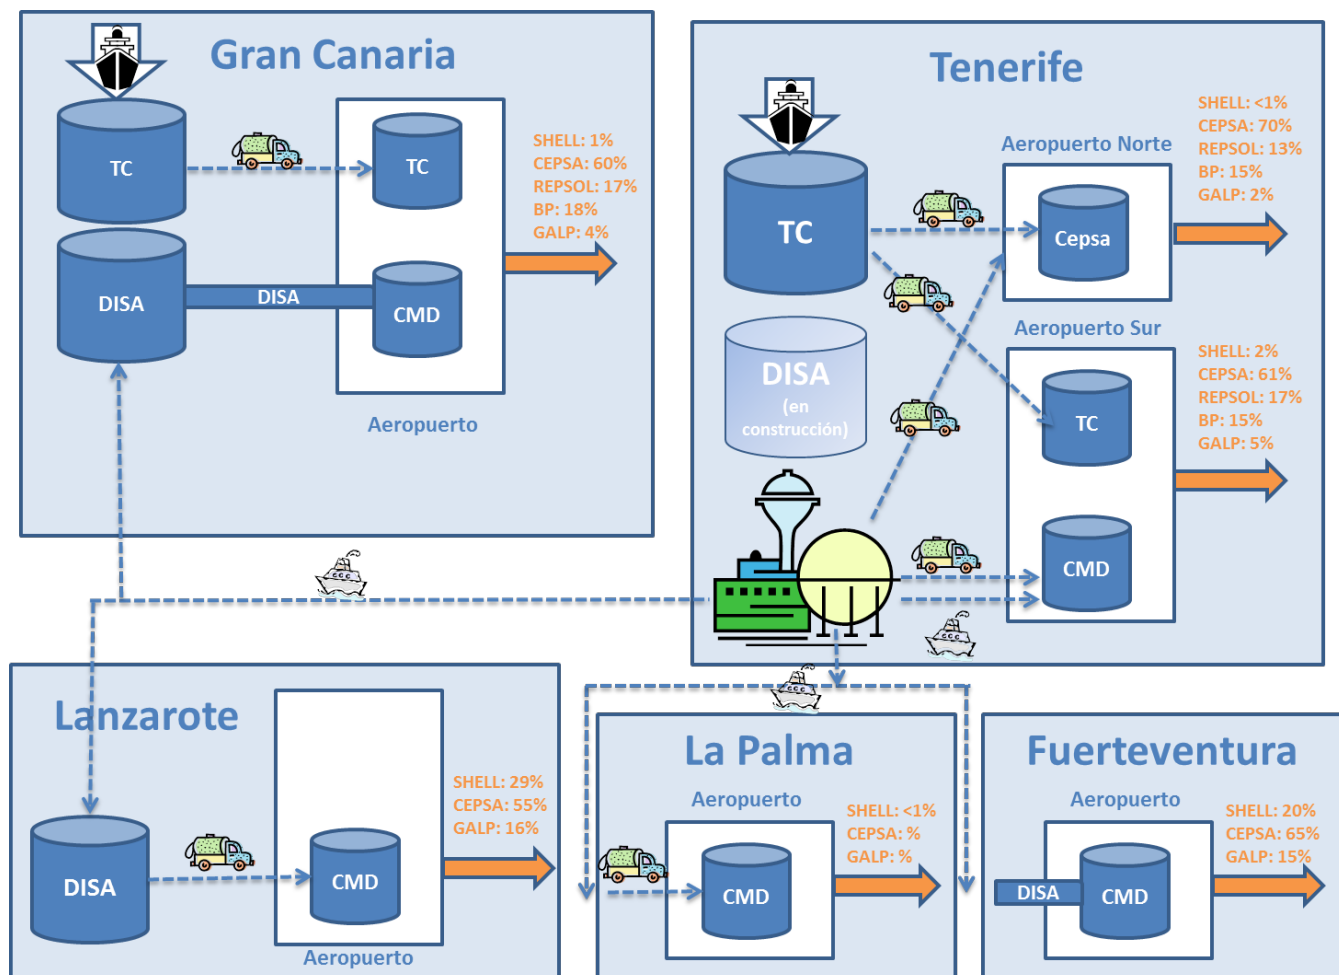 Gran Canaria
TC
TC
SHELL: 1%
CEPSA: 60%
REPSOL: 17%
BP: 18%
GALP: 4%
DISA
DISA
CMD
Aeropuerto
Tenerife
TC
Aeropuerto Norte
Cepsa
SHELL: <1%
CEPSA: 70%
REPSOL: 13%
BP: 15%
GALP: 2%
DISA
(en
construcción)
Aeropuerto Sur
TC
CMD
SHELL: 2%
CEPSA: 61%
REPSOL: 17%
BP: 15%
GALP: 5%
Lanzarote
DISA
CMD
Aeropuerto
SHELL: 29%
CEPSA: 55%
GALP: 16%
La Palma
Aeropuerto
CMD
SHELL: <1%
CEPSA: %
GALP: %
Fuerteventura
Aeropuerto
DISA
CMD
SHELL: 20%
CEPSA: 65%
GALP: 15%